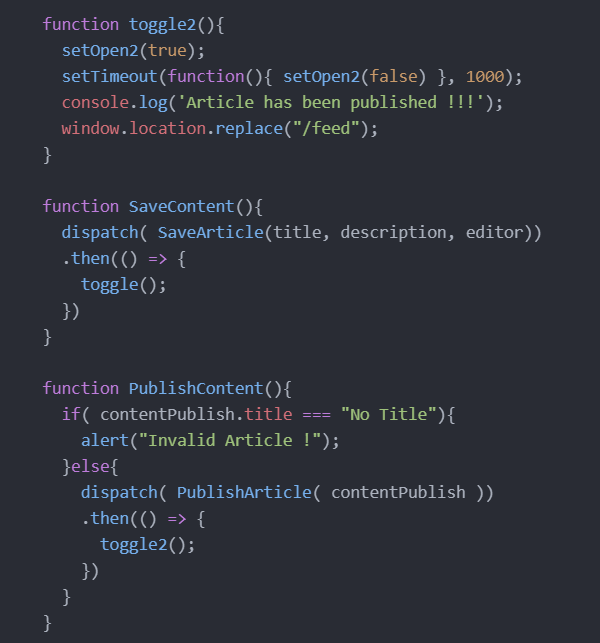 function toggle2(){
  setOpen2(true);
  setTimeout(function(){ setOpen2(false) }, 1000);
  console.log('Article has been published !!!');
  window.location.replace("/feed");
}

function SaveContent(){
  dispatch( SaveArticle(title, description, editor))
  .then(() => {
    toggle();
  })
}

function PublishContent(){
  if( contentPublish.title === "No Title"){
    alert("Invalid Article !");
  }else{
    dispatch( PublishArticle( contentPublish ))
    .then(() => {
      toggle2();
    })
  }
}